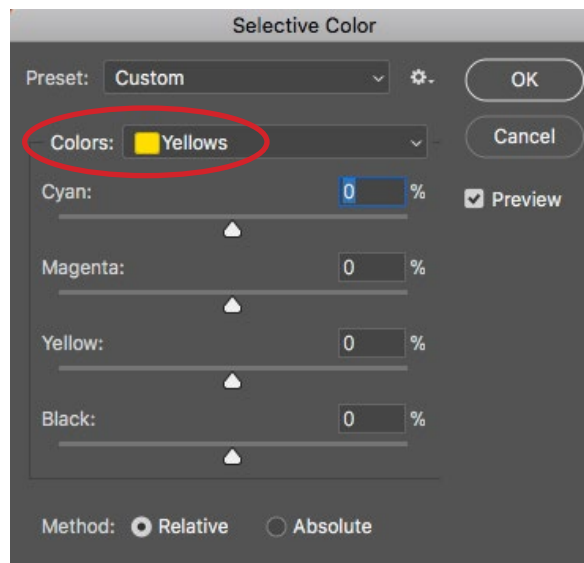 Selective Color
Preset: Custom
OK
Colors: Yellows
Cancel
Cyan: 0 %
Preview
Magenta: 0 %
Yellow: 0 %
Black: 0 %
Method: Relative Absolute